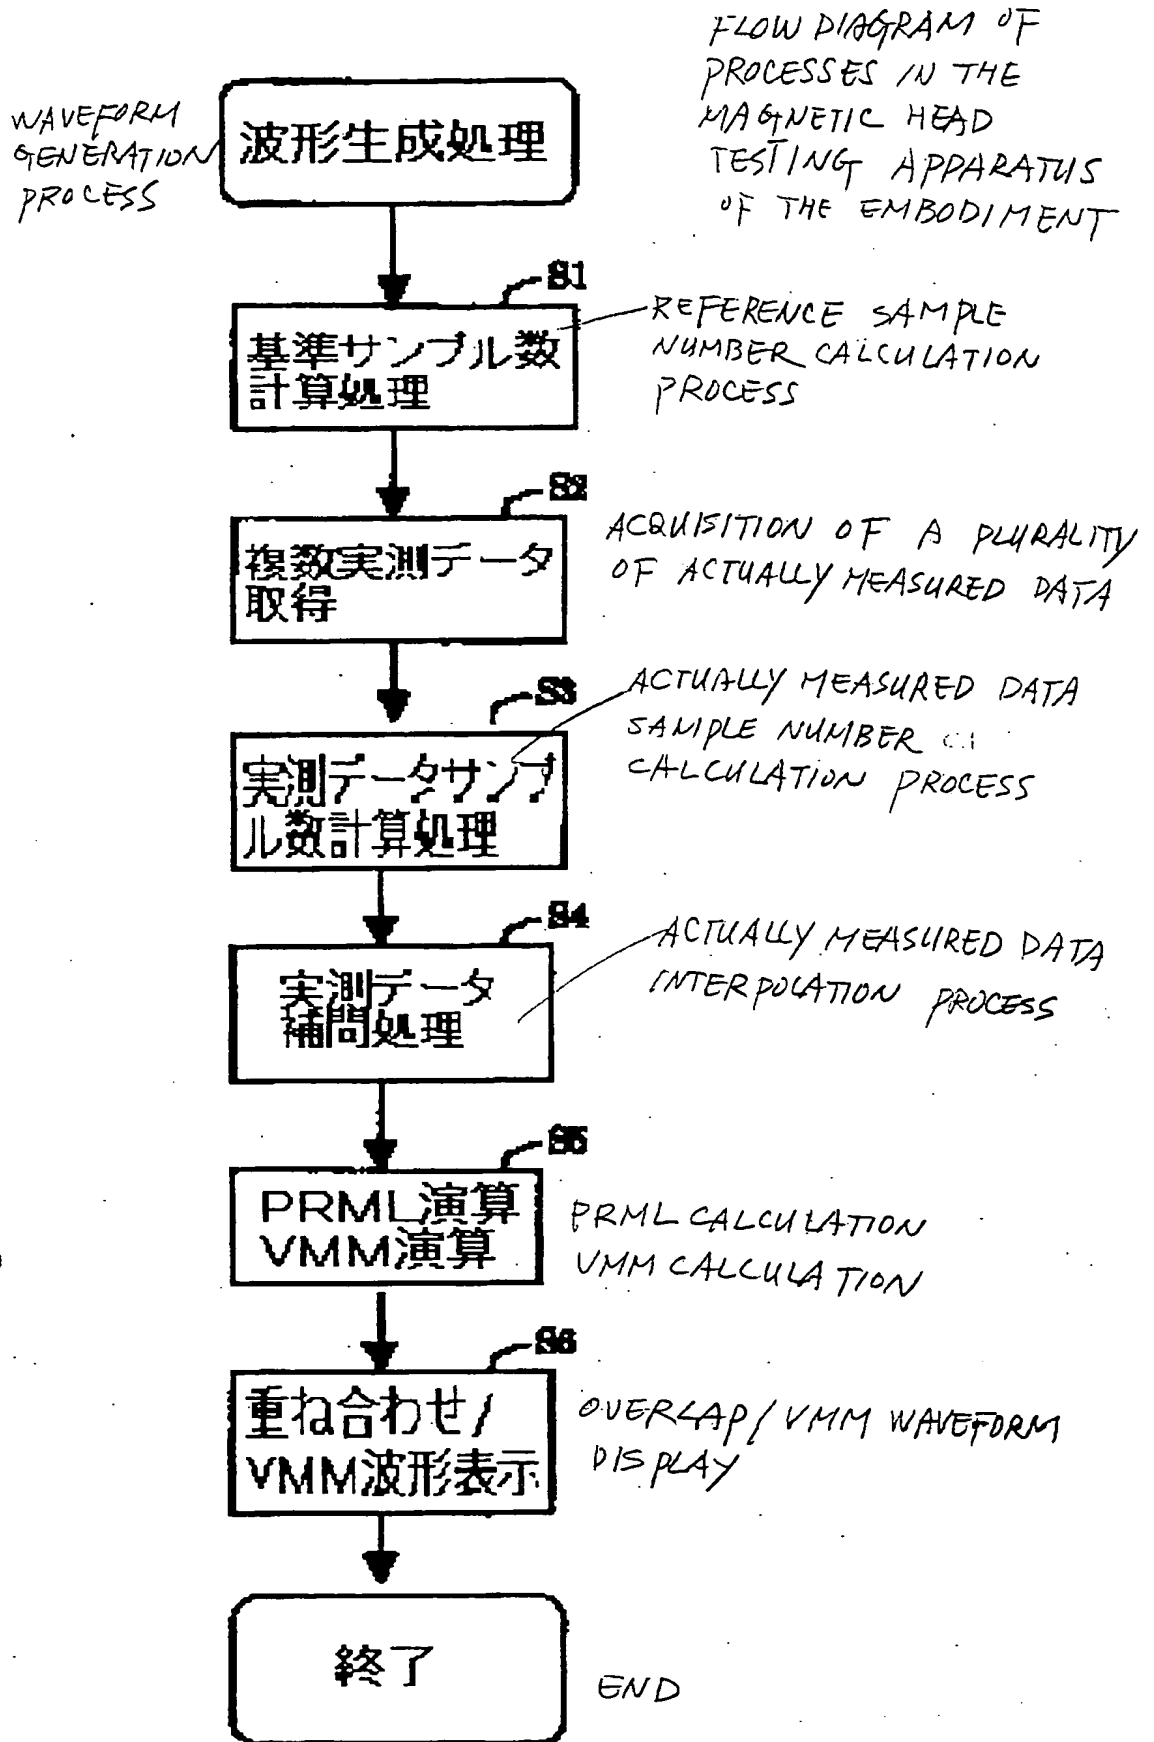 FLOW DIAGRAM OF
PROCESSES IN THE
MAGNETIC HEAD
TESTING APPARATUS
OF THE EMBODIMENT
WAVEFORM
GENERATION
PROCESS
波形生成処理
S1
基準サンプル数
計算処理
REFERENCE SAMPLE
NUMBER CALCULATION
PROCESS
S2
複数実測データ
取得
ACQUISITION OF A PLURALITY
OF ACTUALLY MEASURED DATA
S3
実測データサンプ
ル数計算処理
ACTUALLY MEASURED DATA
SAMPLE NUMBER
CALCULATION PROCESS
S4
実測データ
補間処理
ACTUALLY MEASURED DATA
INTERPOLATION PROCESS
S5
PRML演算
VMM演算
PRML CALCULATION
VMM CALCULATION
S6
重ね合わせ/
VMM波形表示
OVERLAP/VMM WAVEFORM
DISPLAY
終了
END